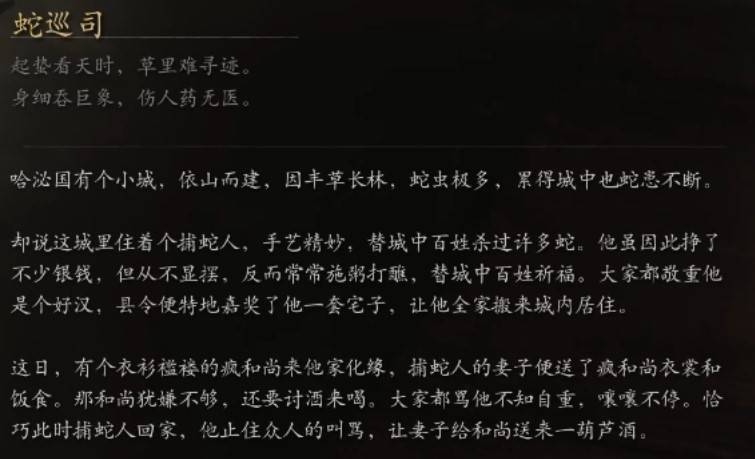 蛇巡司
起蛰看天时，草里难寻迹。
身细吞巨象，伤人药无医。
哈泌国有个小城，依山而建，因丰草长林，蛇虫极多，累得城中也蛇患不断。
却说这城里住着个捕蛇人，手艺精妙，替城中百姓杀过许多蛇。他虽因此挣了
不少银钱，但从不显摆，反而常常施粥打醮，替城中百姓祈福。大家都敬重他
是个好汉，县令便特地嘉奖了他一套宅子，让他全家搬来城内居住。
这日，有个衣衫褴褛的疯和尚来他家化缘，捕蛇人的妻子便送了疯和尚衣裳和
饭食。那和尚犹嫌不够，还要讨酒来喝。大家都骂他不知自重，嚷嚷不停。恰
巧此时捕蛇人回家，他止住众人的叫骂，让妻子给和尚送来一葫芦酒。